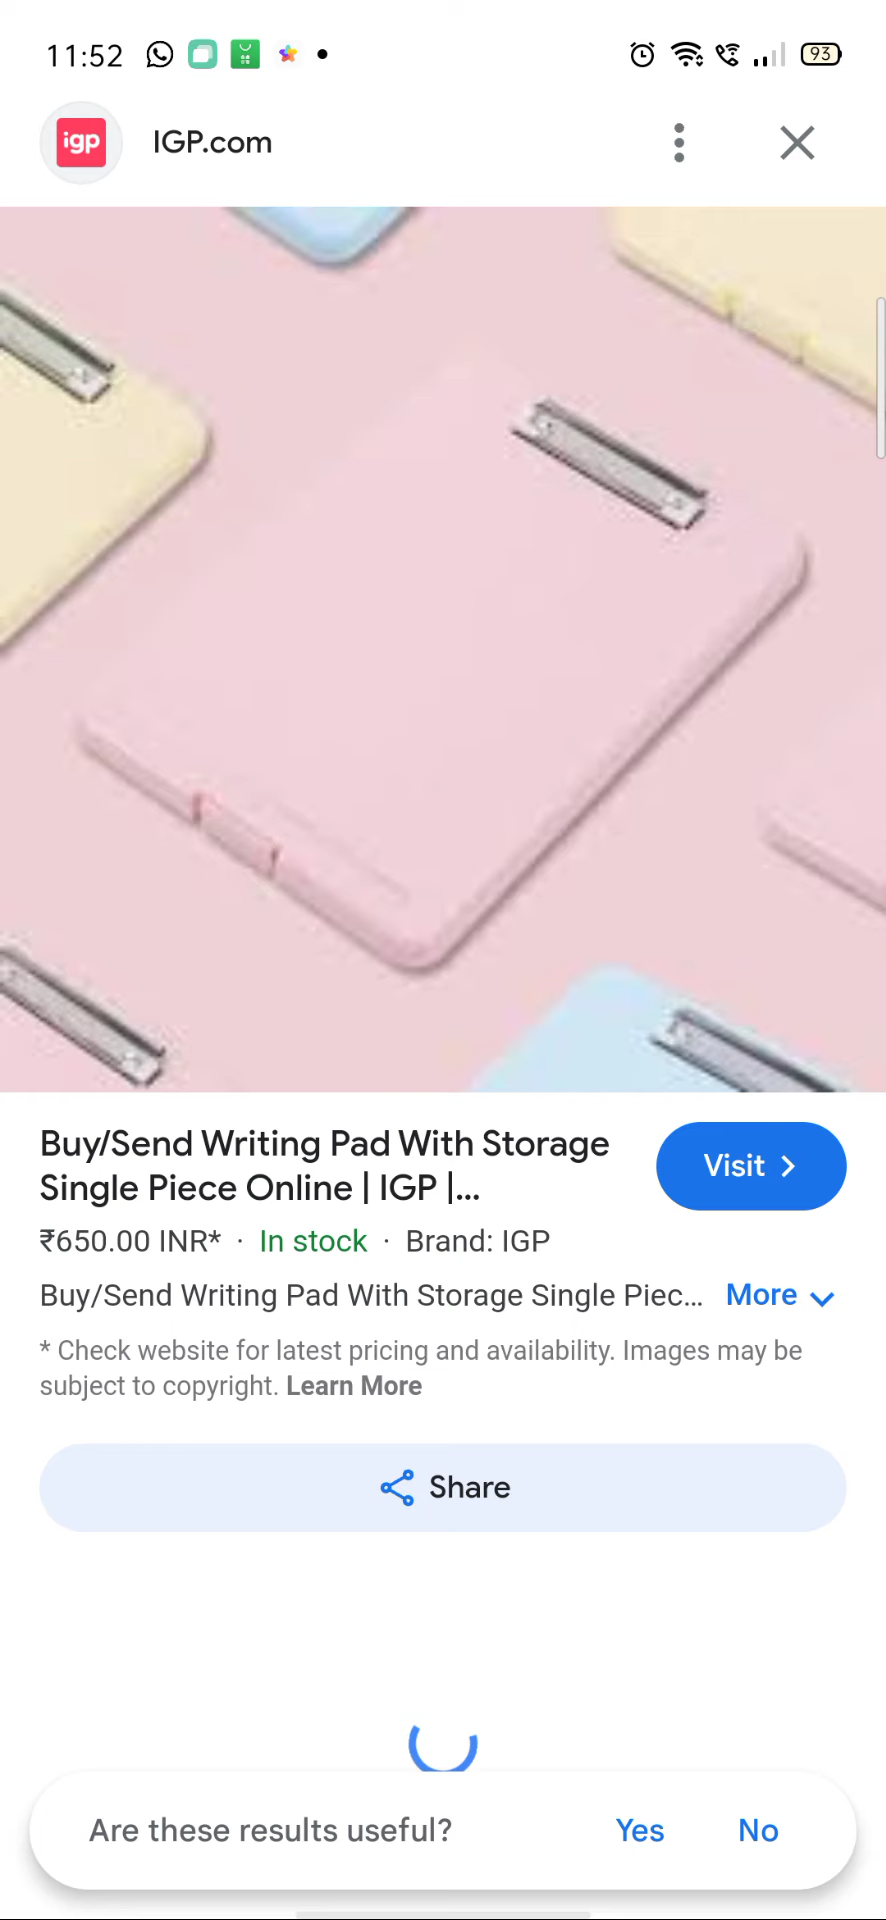 11:52
93
igp
IGP.com
Buy/Send Writing Pad With Storage
Single Piece Online | IGP |...
Visit
₹650.00 INR* · In stock · Brand: IGP
Buy/Send Writing Pad With Storage Single Piec... More
* Check website for latest pricing and availability. Images may be
subject to copyright. Learn More
Share
Are these results useful? Yes No